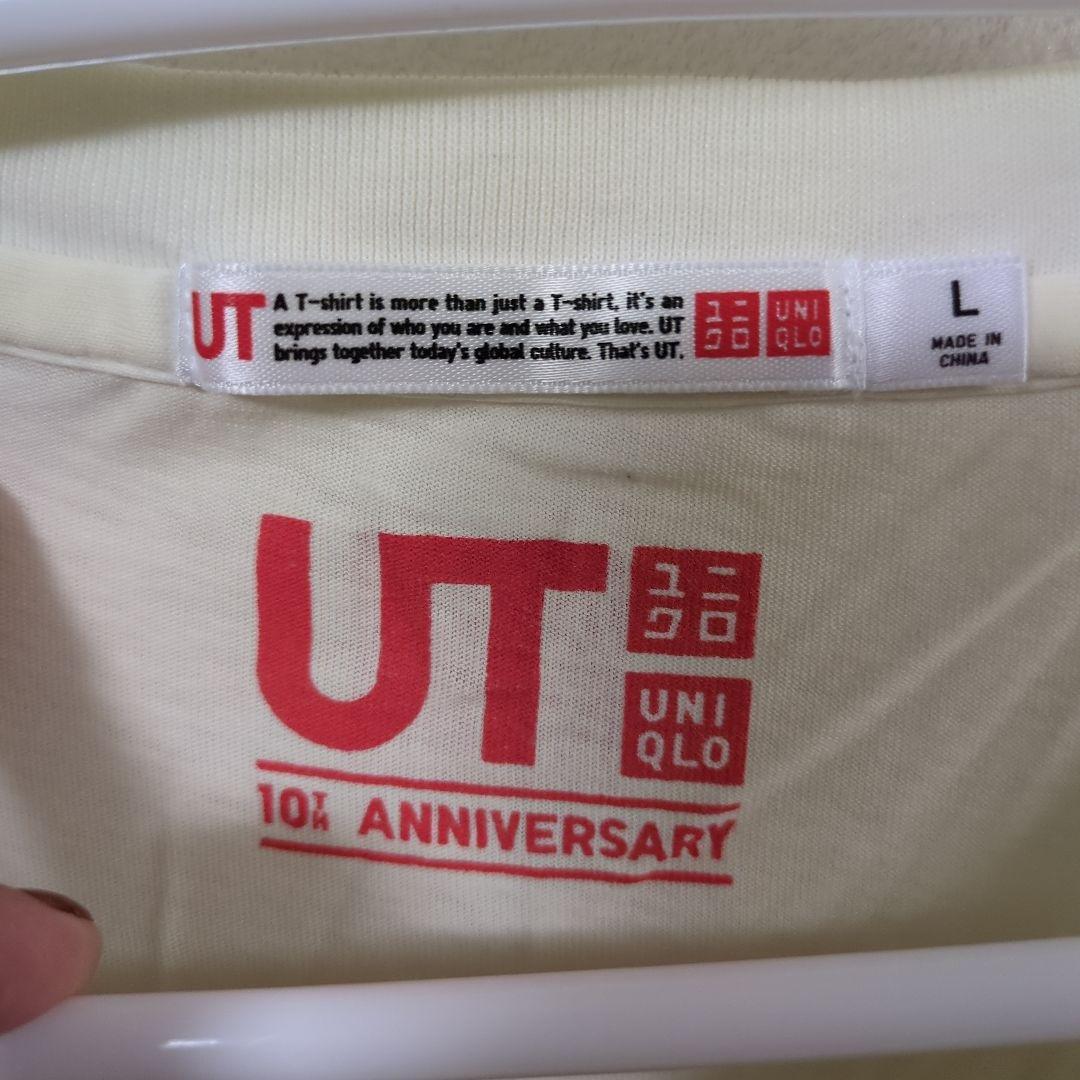 UT
A T-shirt is more than just a T-shirt, it's an
expression of who you are and what you love. UT
brings together today's global culture. That's UT.
ユニ
クロ
UNI
QLO
L
MADE IN
CHINA
UT
ユニ
クロ
UNI
QLO
10TH ANNIVERSARY